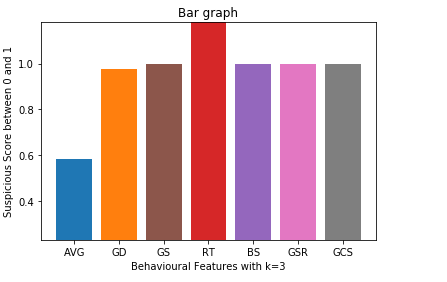 Bar graph
Suspicious Score between 0 and 1
1.0
0.8
0.6
0.4
AVG GD GS RT BS GSR GCS
Behavioural Features with k=3